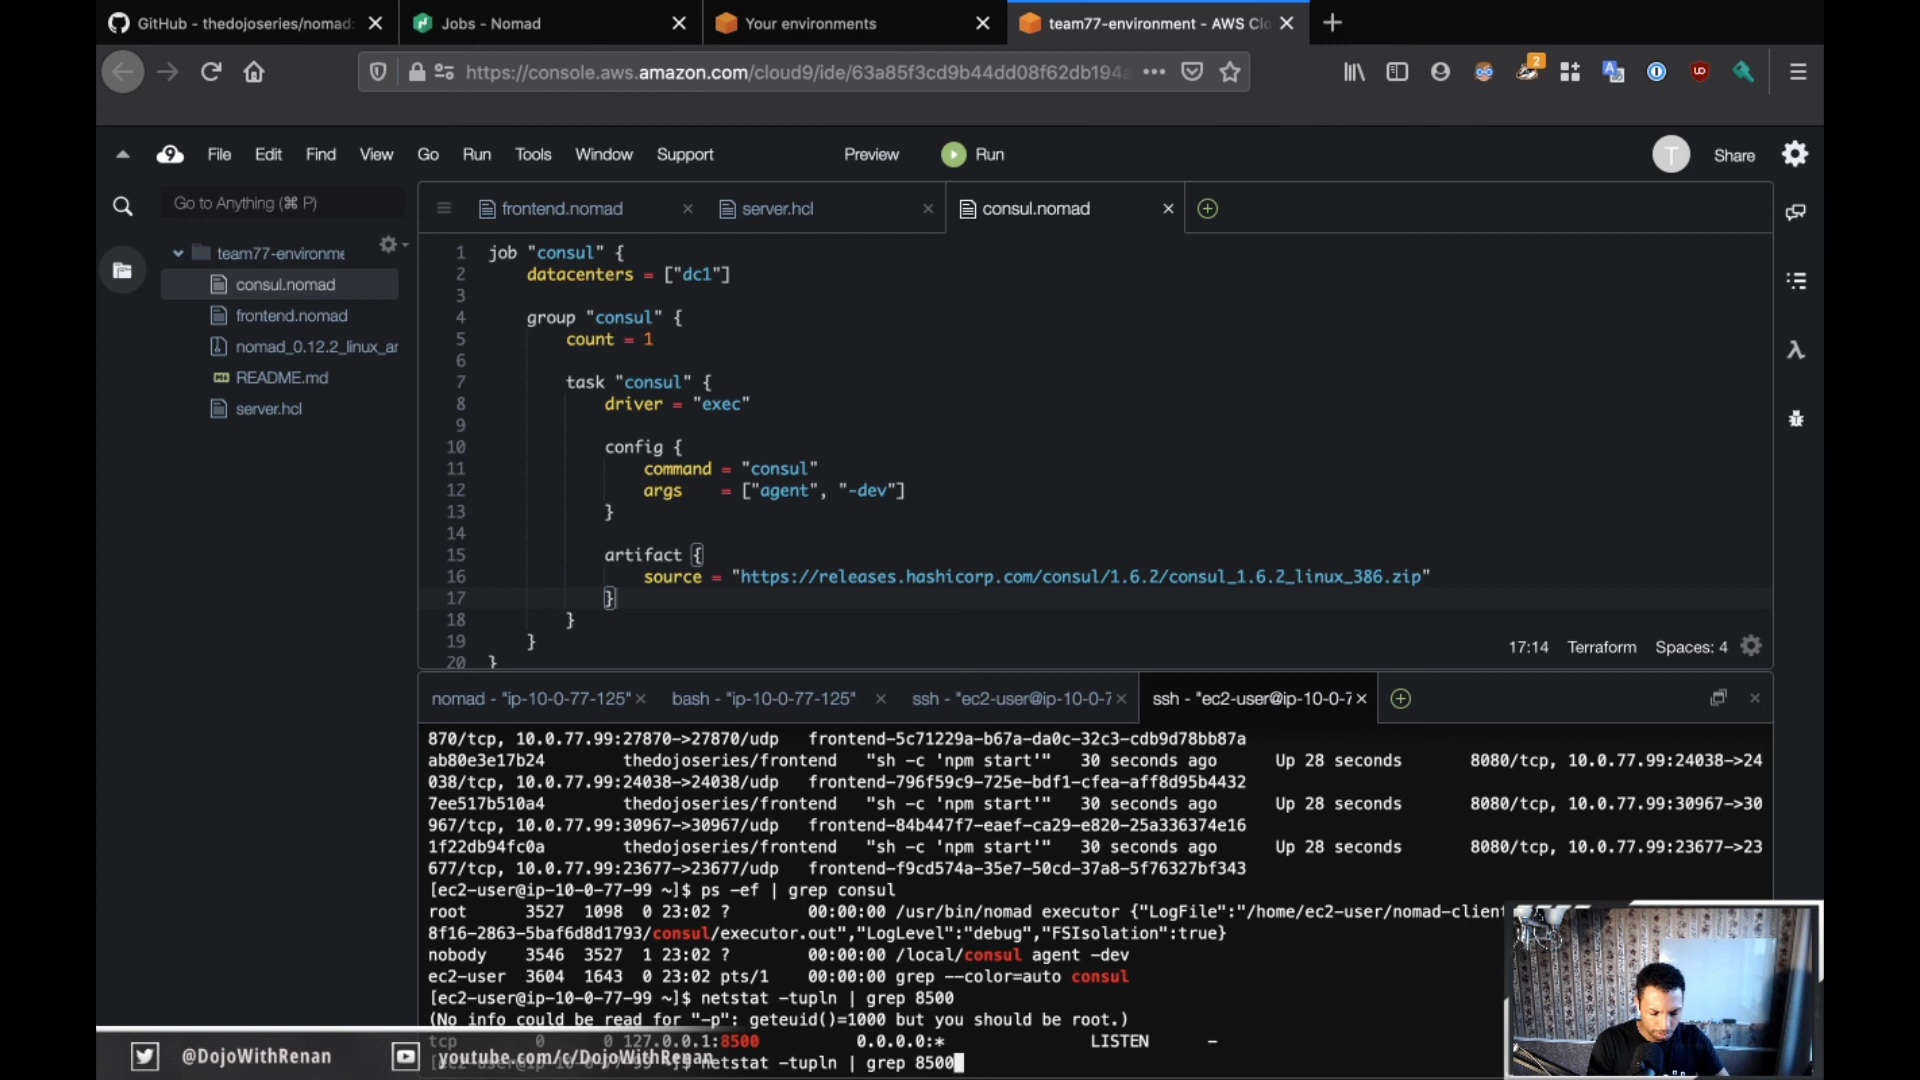 GitHub - thedojoseries/nomad:
Jobs - Nomad
Your environments
team77-environment - AWS Clo
https://console.aws.amazon.com/cloud9/ide/63a85f3cd9b44dd08f62db194a
2
9 File Edit Find View Go Run Tools Window Support Preview Run T Share
Go to Anything (⌘ P)
team77-environme
consul.nomad
frontend.nomad
nomad_0.12.2_linux_ar
README.md
server.hcl
frontend.nomad
server.hcl
consul.nomad
1 job "consul" {
2     datacenters = ["dc1"]
3
4     group "consul" {
5         count = 1
6
7         task "consul" {
8             driver = "exec"
9
10             config {
11                 command = "consul"
12                 args    = ["agent", "-dev"]
13             }
14
15             artifact {
16                 source = "https://releases.hashicorp.com/consul/1.6.2/consul_1.6.2_linux_386.zip"
17             }
18         }
19     }
20 }
17:14 Terraform Spaces: 4
nomad - "ip-10-0-77-125"
bash - "ip-10-0-77-125"
ssh - "ec2-user@ip-10-0-7
ssh - "ec2-user@ip-10-0-7
870/tcp, 10.0.77.99:27870->27870/udp   frontend-5c71229a-b67a-da0c-32c3-cdb9d78bb87a
ab80e3e17b24        thedojoseries/frontend   "sh -c 'npm start'"   30 seconds ago      Up 28 seconds       8080/tcp, 10.0.77.99:24038->24
038/tcp, 10.0.77.99:24038->24038/udp   frontend-796f59c9-725e-bdf1-cfea-aff8d95b4432
7ee517b510a4        thedojoseries/frontend   "sh -c 'npm start'"   30 seconds ago      Up 28 seconds       8080/tcp, 10.0.77.99:30967->30
967/tcp, 10.0.77.99:30967->30967/udp   frontend-84b447f7-eaef-ca29-e820-25a336374e16
1f22db94fc0a        thedojoseries/frontend   "sh -c 'npm start'"   30 seconds ago      Up 28 seconds       8080/tcp, 10.0.77.99:23677->23
677/tcp, 10.0.77.99:23677->23677/udp   frontend-f9cd574a-35e7-50cd-37a8-5f76327bf343
[ec2-user@ip-10-0-77-99 ~]$ ps -ef | grep consul
root      3527  1098  0 23:02 ?        00:00:00 /usr/bin/nomad executor {"LogFile":"/home/ec2-user/nomad-client
8f16-2863-5baf6d8d1793/consul/executor.out","LogLevel":"debug","FSIsolation":true}
nobody    3546  3527  1 23:02 ?        00:00:00 /local/consul agent -dev
ec2-user  3604  1643  0 23:02 pts/1    00:00:00 grep --color=auto consul
[ec2-user@ip-10-0-77-99 ~]$ netstat -tupln | grep 8500
(No info could be read for "-p": geteuid()=1000 but you should be root.)
tcp        0      0 127.0.0.1:8500          0.0.0.0:*               LISTEN      -
[ec2-user@ip-10-0-77-99 ~]$ netstat -tupln | grep 8500
@DojoWithRenan
youtube.com/c/DojoWithRenan